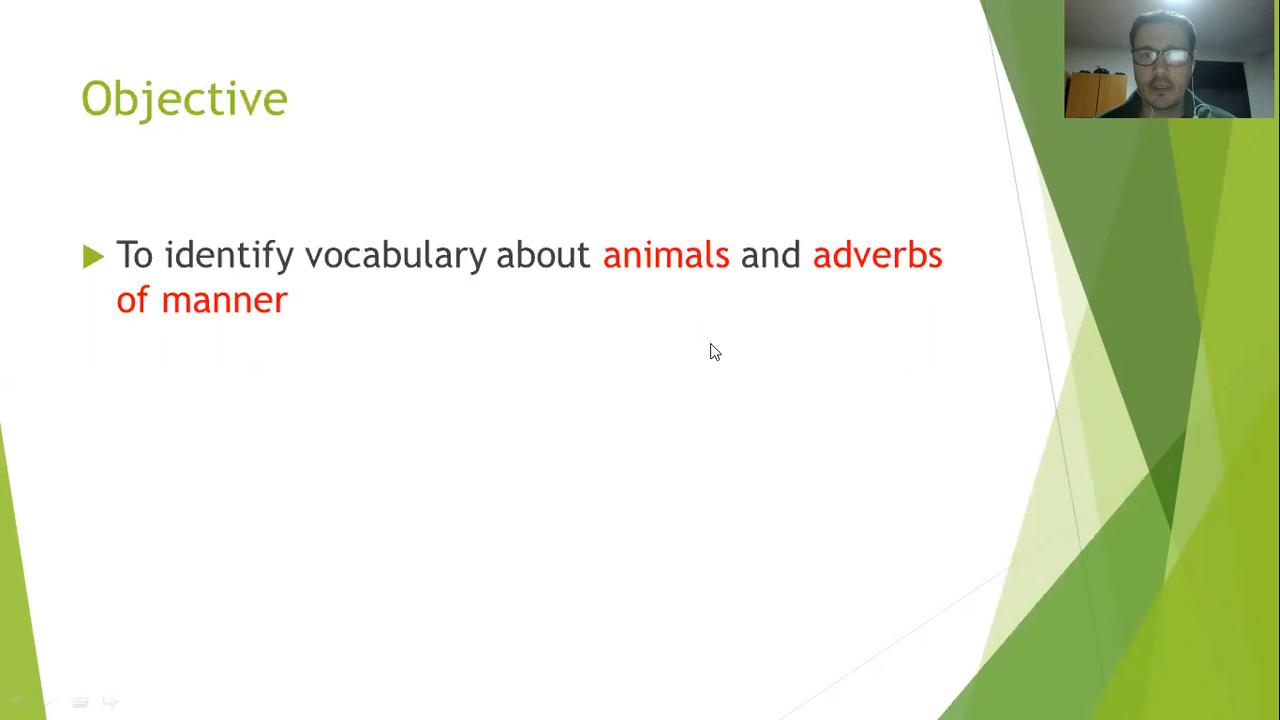 Objective
To identify vocabulary about animals and adverbs
of manner